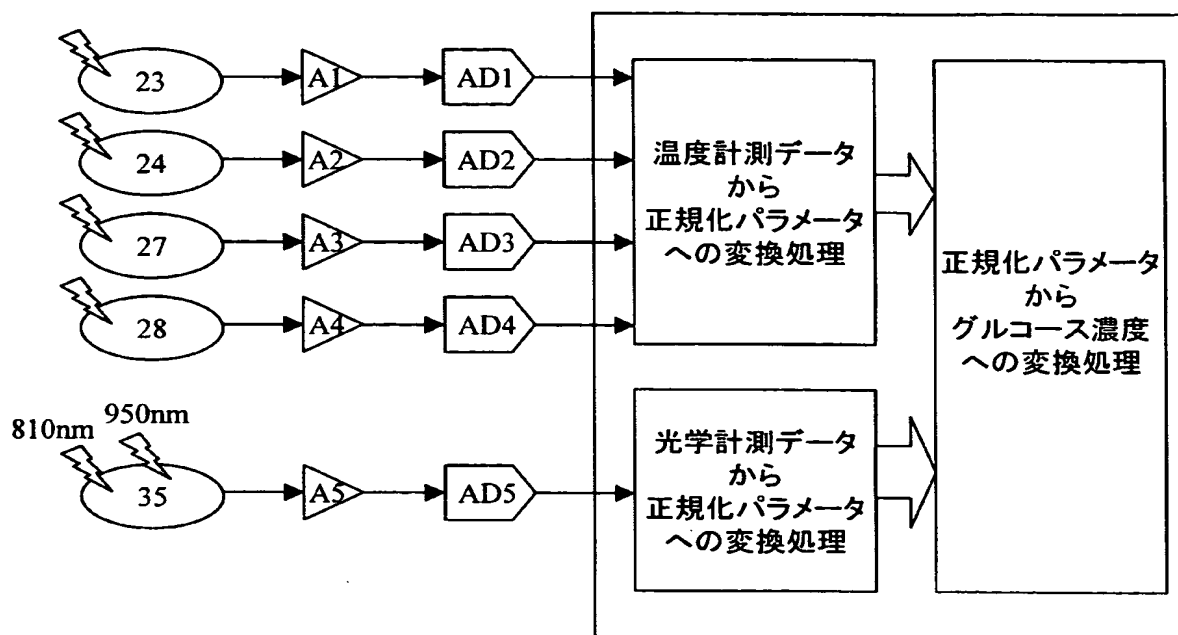 23
A1
AD1
24
A2
AD2
27
A3
AD3
28
A4
AD4
温度計測データ
から
正規化パラメータ
への変換処理
810nm
950nm
35
A5
AD5
光学計測データ
から
正規化パラメータ
への変換処理
正規化パラメータ
から
グルコース濃度
への変換処理